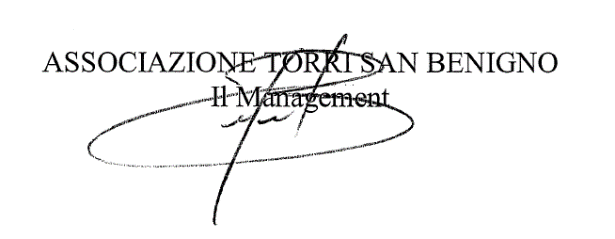 ASSOCIAZIONE TORRI SAN BENIGNO
Il Management